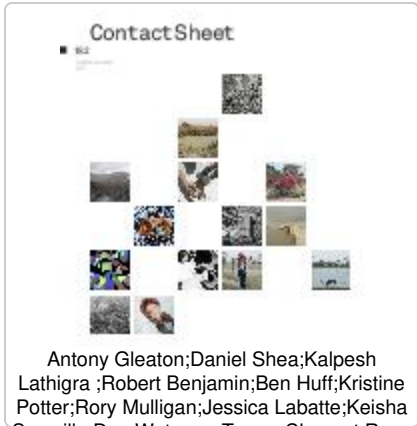 ContactSheet
Antony Gleaton;Daniel Shea;Kalpesh
Lathigra ;Robert Benjamin;Ben Huff;Kristine
Potter;Rory Mulligan;Jessica Labatte;Keisha